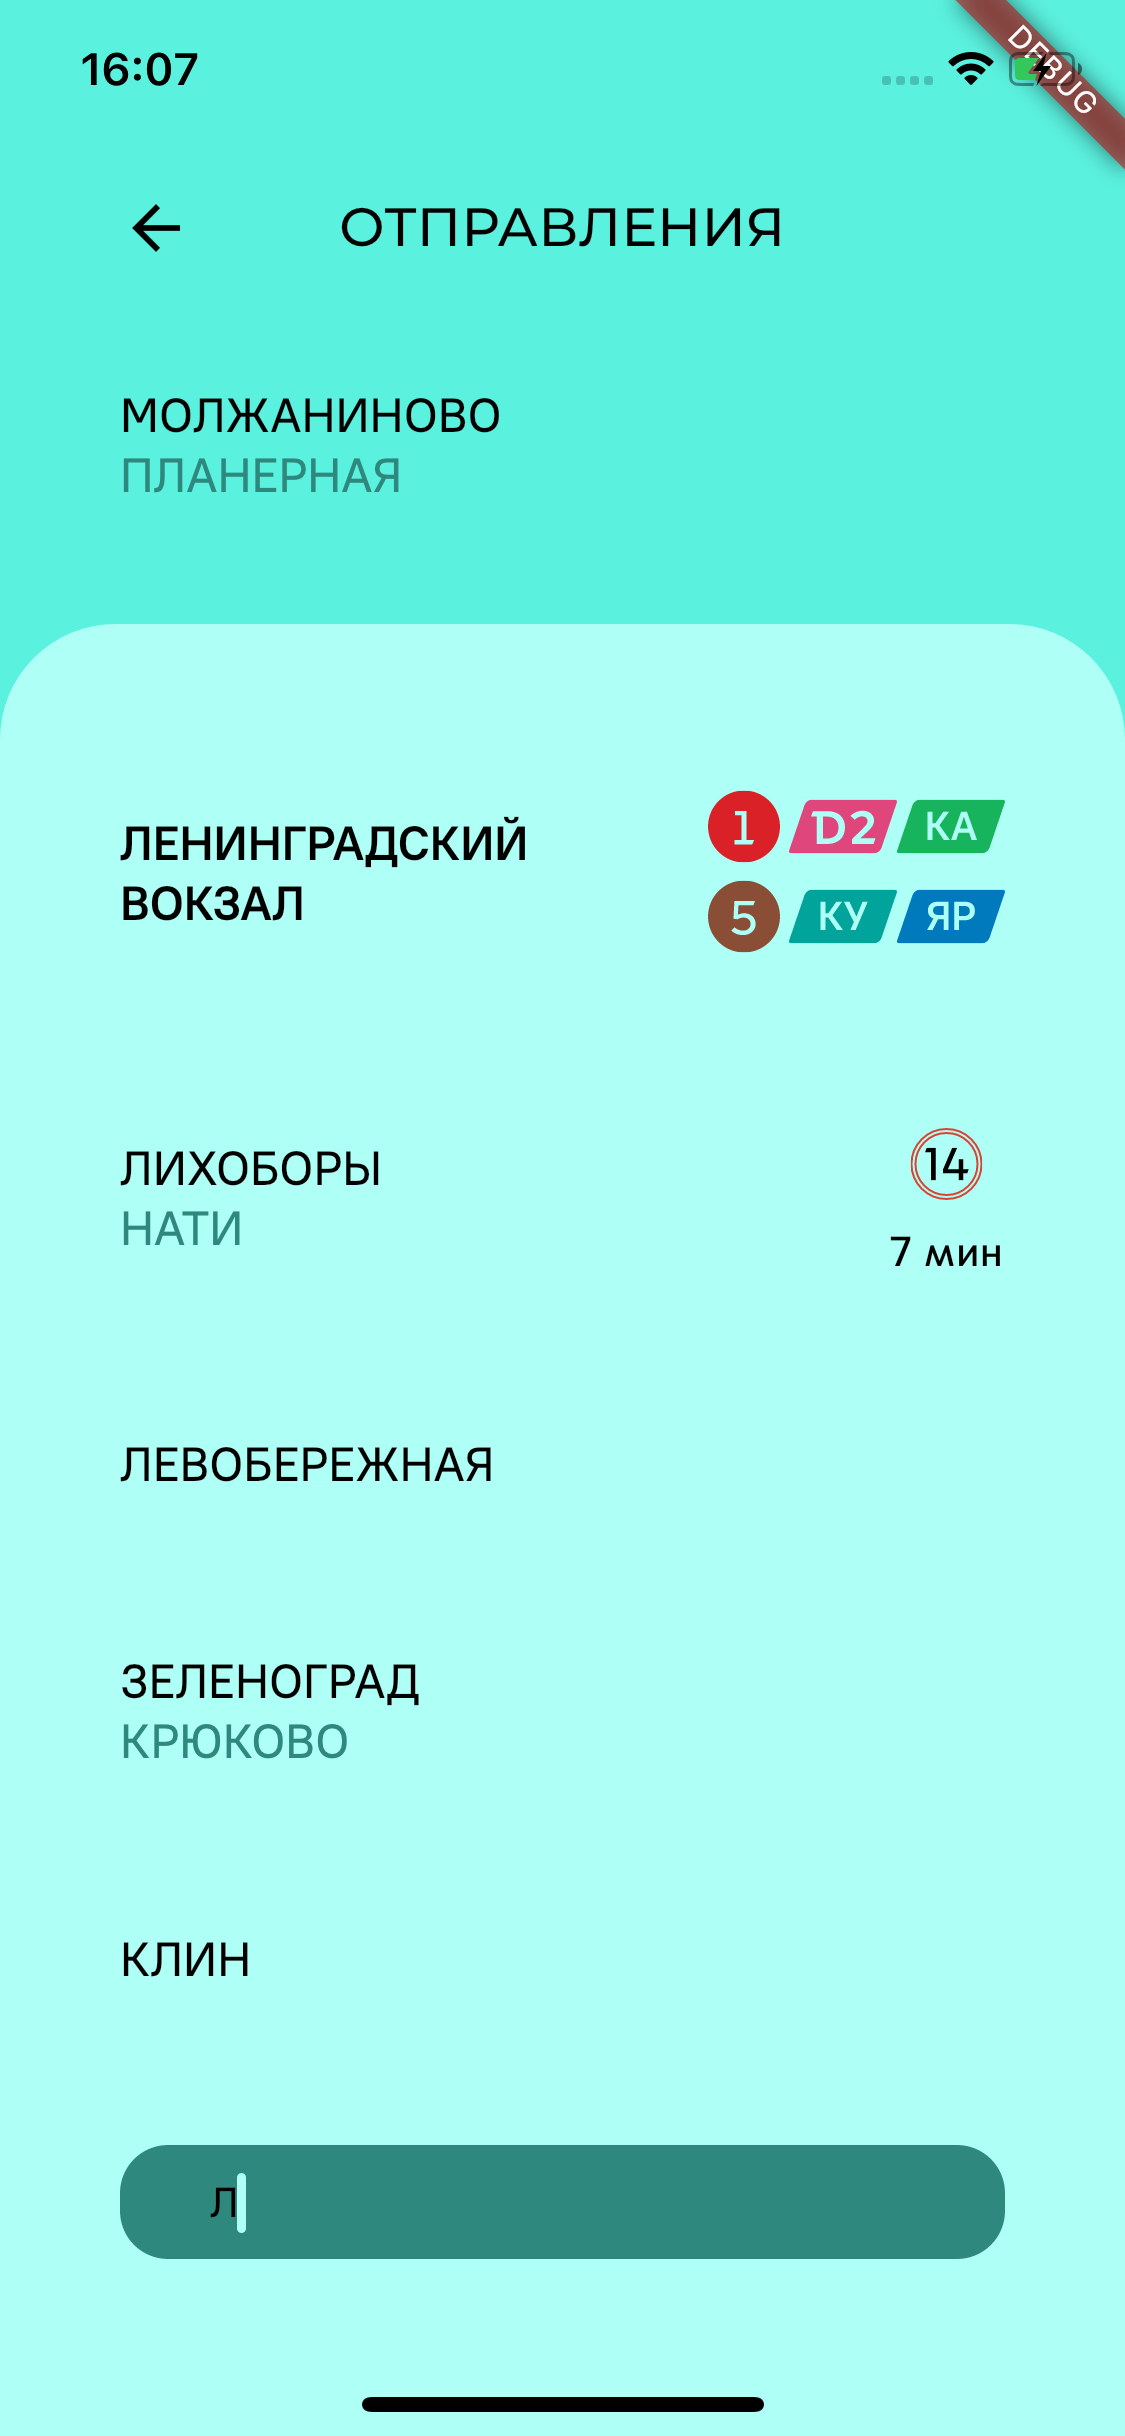 16:07
DEBUG
ОТПРАВЛЕНИЯ
МОЛЖАНИНОВО
ПЛАНЕРНАЯ
ЛЕНИНГРАДСКИЙ
ВОКЗАЛ
1 D2 КА
5 КУ ЯР
ЛИХОБОРЫ
НАТИ
14
7 мин
ЛЕВОБЕРЕЖНАЯ
ЗЕЛЕНОГРАД
КРЮКОВО
КЛИН
Л